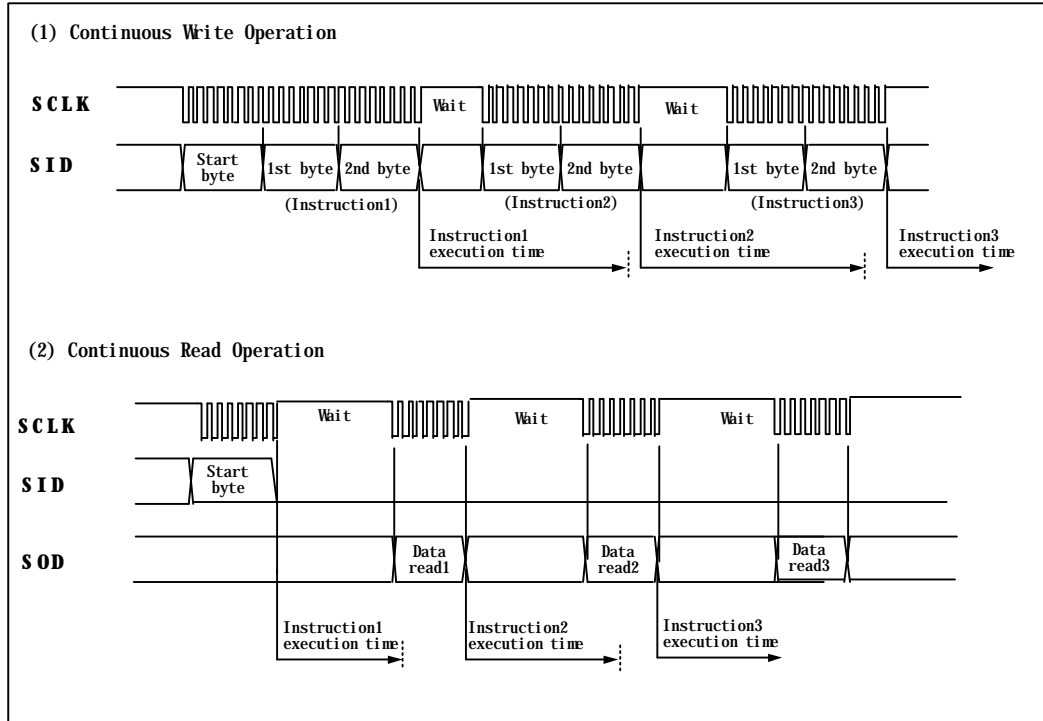 (1) Continuous Write Operation
SCLK
Wait
Wait
SID
Start
byte
1st byte
2nd byte
1st byte
2nd byte
1st byte
2nd byte
(Instruction1)
(Instruction2)
(Instruction3)
Instruction1
execution time
Instruction2
execution time
Instruction3
execution time
(2) Continuous Read Operation
SCLK
Wait
Wait
Wait
SID
Start
byte
SOD
Data
read1
Data
read2
Data
read3
Instruction1
execution time
Instruction2
execution time
Instruction3
execution time